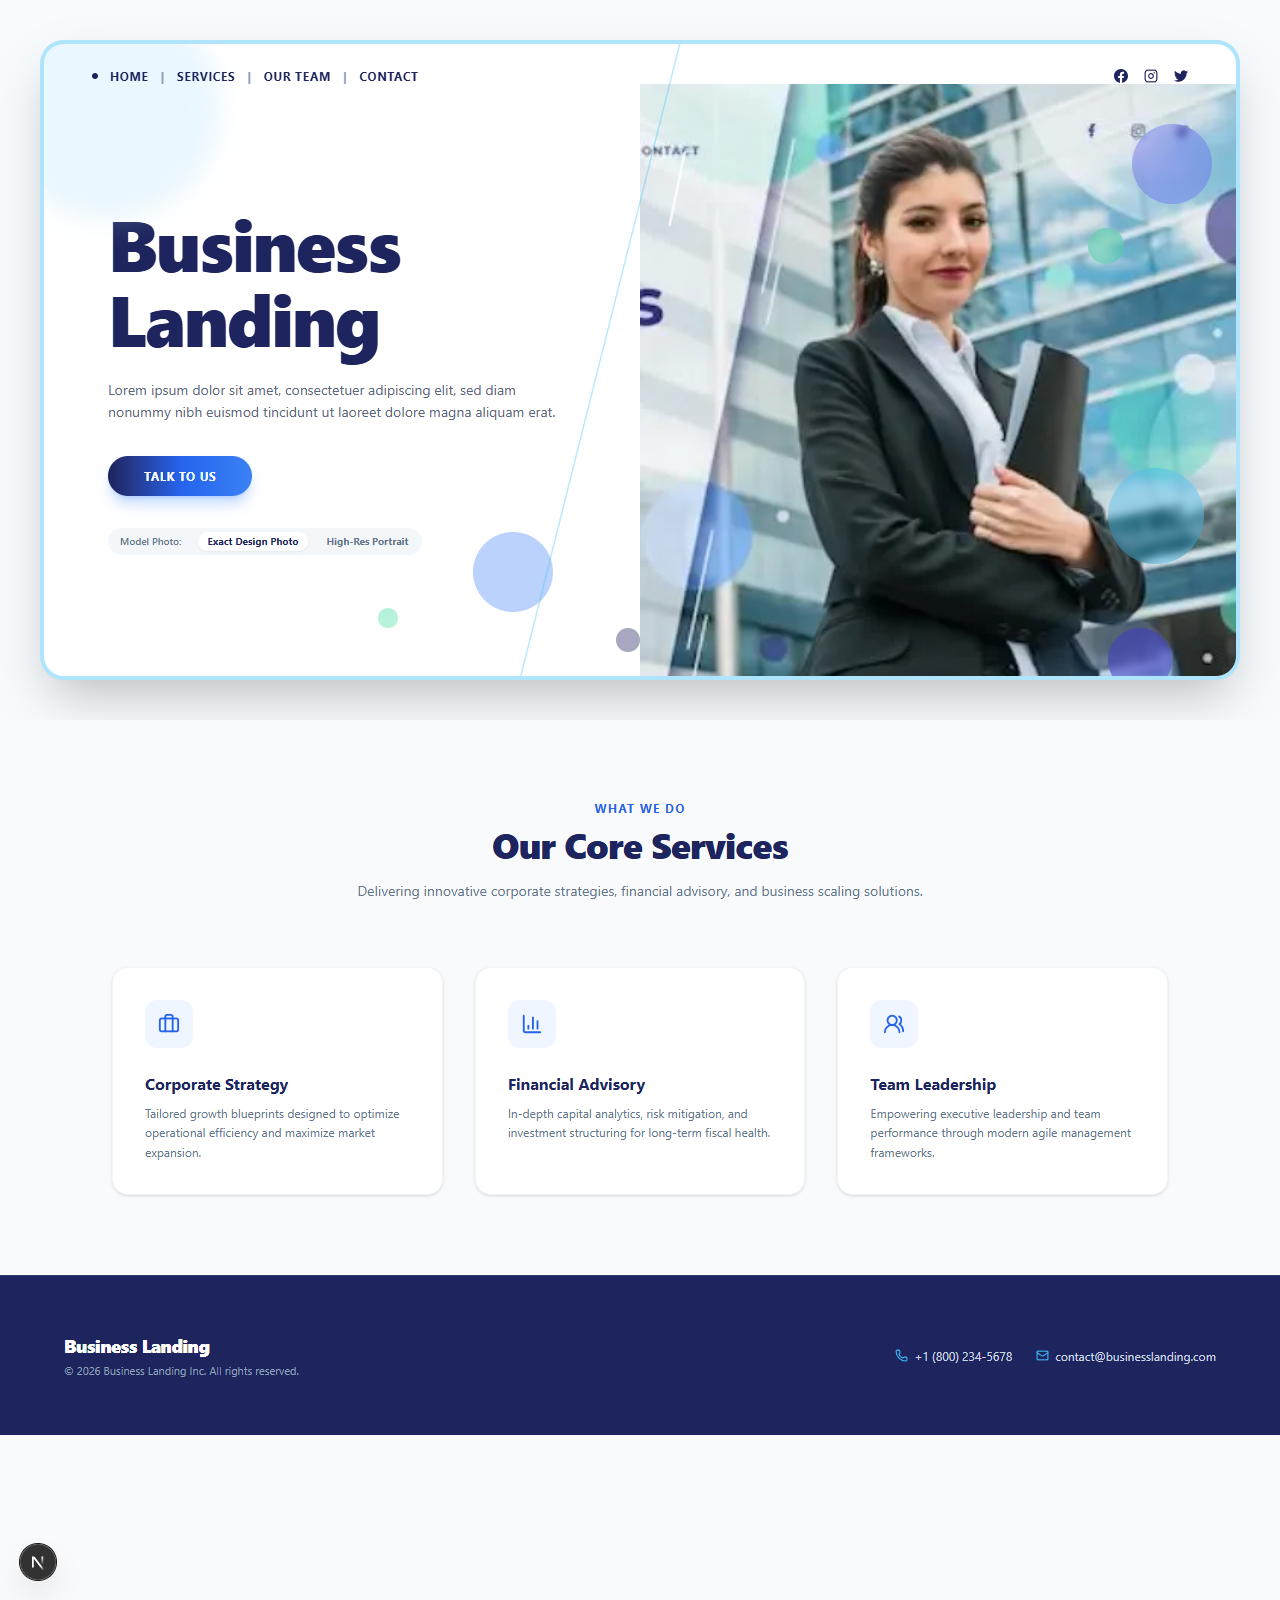 HOME | SERVICES | OUR TEAM | CONTACT
ONTACT
S
Business
Landing
Lorem ipsum dolor sit amet, consectetuer adipiscing elit, sed diam
nonummy nibh euismod tincidunt ut laoreet dolore magna aliquam erat.
TALK TO US
Model Photo: Exact Design Photo High-Res Portrait
WHAT WE DO
Our Core Services
Delivering innovative corporate strategies, financial advisory, and business scaling solutions.
Corporate Strategy
Tailored growth blueprints designed to optimize
operational efficiency and maximize market
expansion.
Financial Advisory
In-depth capital analytics, risk mitigation, and
investment structuring for long-term fiscal health.
Team Leadership
Empowering executive leadership and team
performance through modern agile management
frameworks.
Business Landing
© 2026 Business Landing Inc. All rights reserved.
+1 (800) 234-5678
contact@businesslanding.com
N